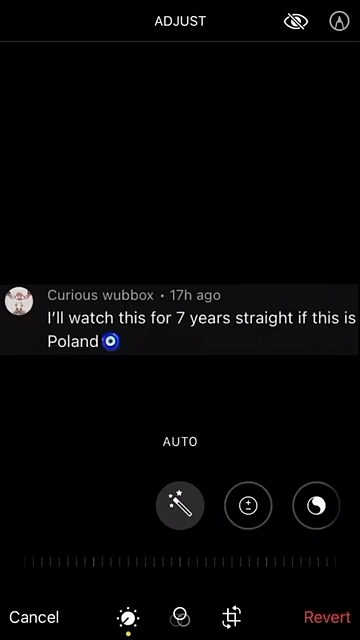 ADJUST
Curious wubbox • 17h ago
I'll watch this for 7 years straight if this is
Poland🧿
AUTO
Cancel
Revert